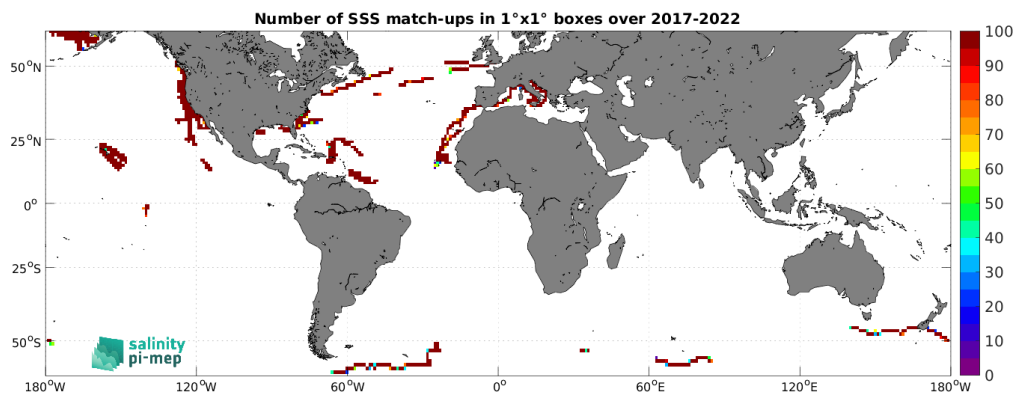 Number of SSS match-ups in 1°x1° boxes over 2017-2022
100
90
80
70
60
50
40
30
20
10
0
50°N
25°N
0°
25°S
50°S
salinity
pi-mep
180°W 120°W 60°W 0° 60°E 120°E 180°W